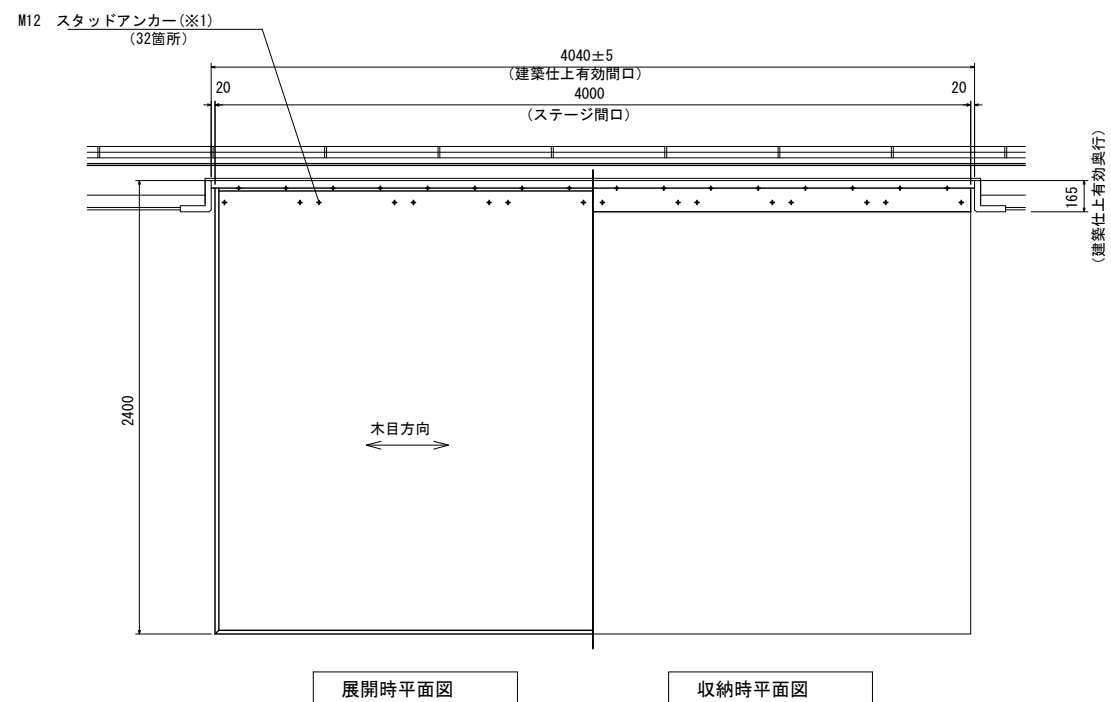 M12 スタッドアンカー(※1)
(32箇所)
4040±5
(建築仕上有効間口)
20
4000
20
(ステージ間口)
165
(建築仕上有効奥行)
2400
木目方向
展開時平面図
収納時平面図